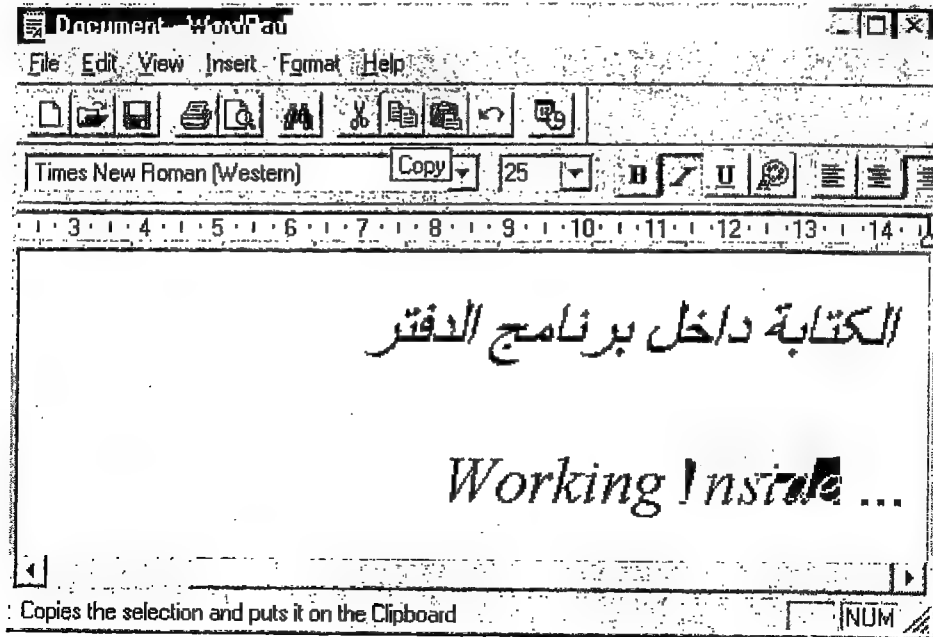 Document - WordPad
File Edit View Insert Format Help
Times New Roman (Western) Copy 25 B I U
3 4 5 6 7 8 9 10 11 12 13 14
الكتابة داخل برنامج الدفتر
Working Inside ...
Copies the selection and puts it on the Clipboard NUM